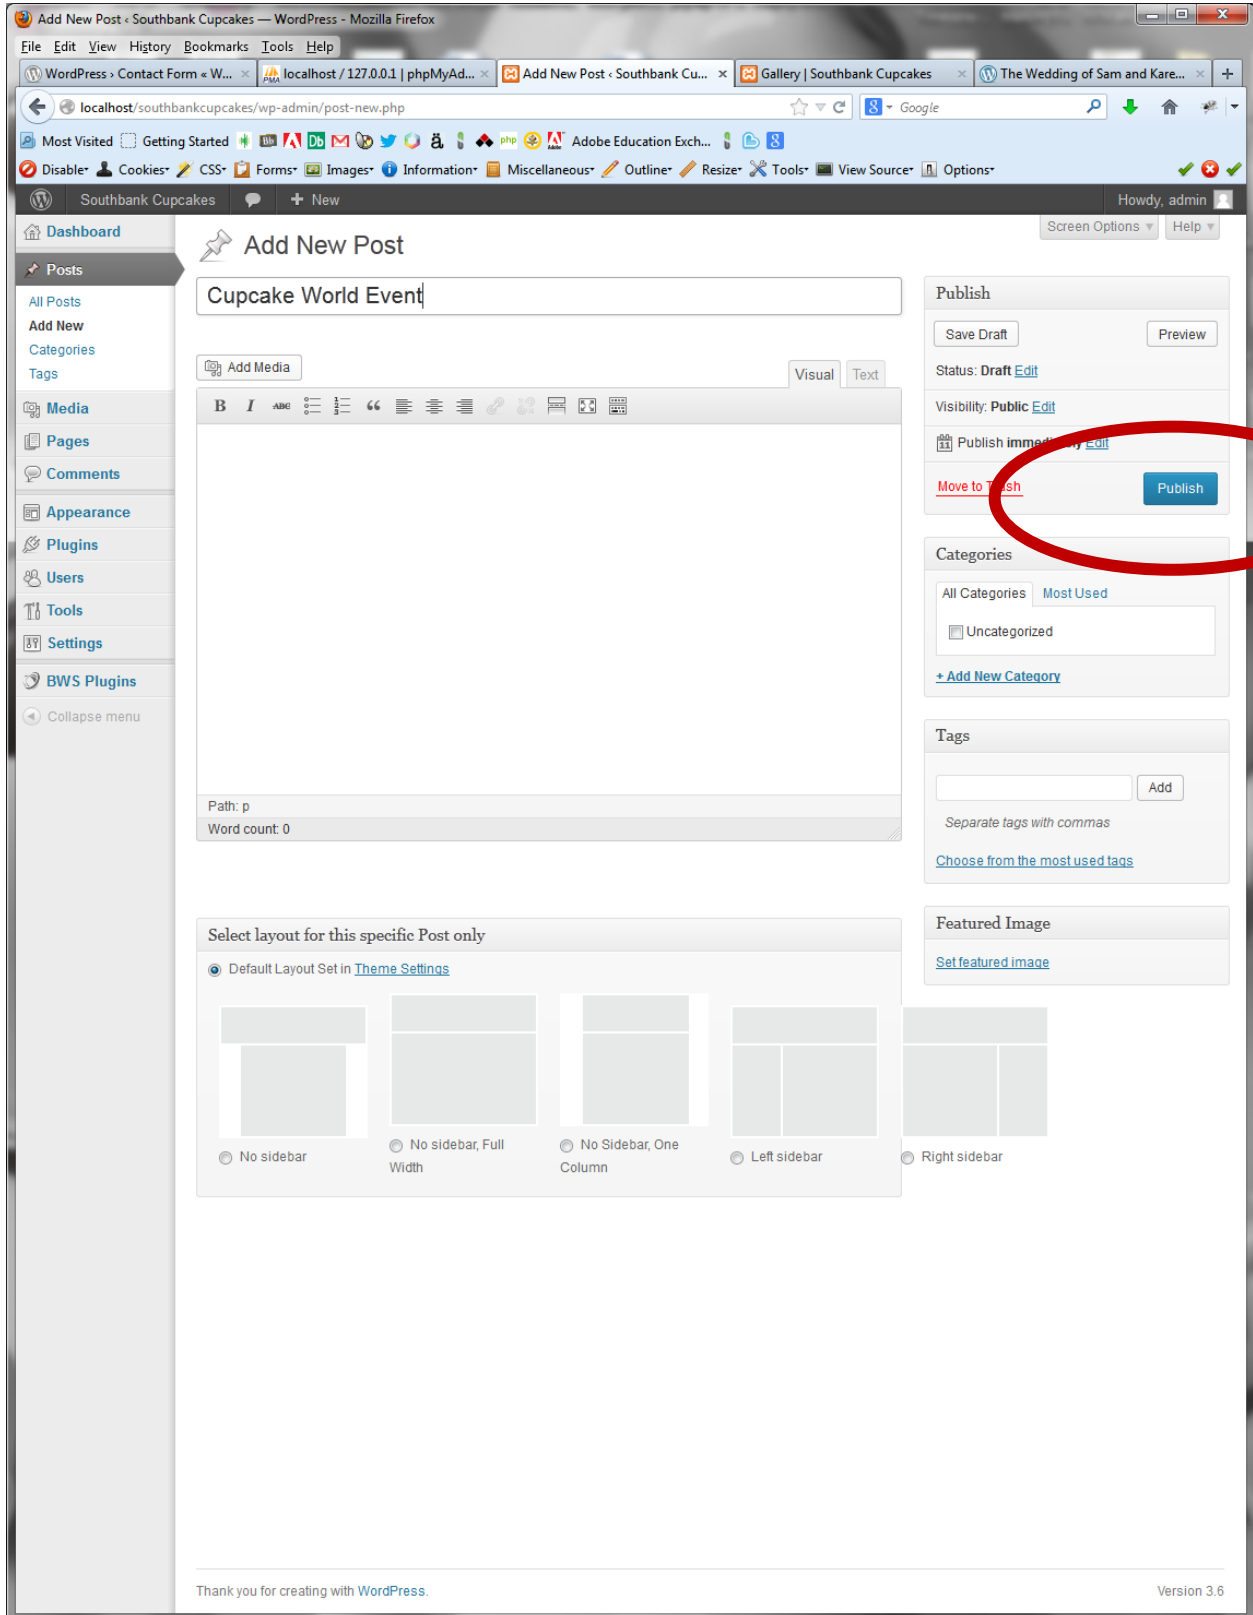 Add New Post ‹ Southbank Cupcakes — WordPress - Mozilla Firefox
File Edit View History Bookmarks Tools Help
WordPress › Contact Form « W... localhost / 127.0.0.1 | phpMyAd... Add New Post ‹ Southbank Cu... Gallery | Southbank Cupcakes The Wedding of Sam and Kare...
localhost/southbankcupcakes/wp-admin/post-new.php Google
Most Visited Getting Started Adobe Education Exch...
Disable Cookies CSS Forms Images Information Miscellaneous Outline Resize Tools View Source Options
Southbank Cupcakes + New Howdy, admin
Screen Options Help
Dashboard
Posts
All Posts
Add New
Categories
Tags
Media
Pages
Comments
Appearance
Plugins
Users
Tools
Settings
BWS Plugins
Collapse menu
Add New Post
Cupcake World Event
Add Media
Visual Text
B I ABC
Path: p
Word count: 0
Select layout for this specific Post only
Default Layout Set in Theme Settings
No sidebar
No sidebar, Full
Width
No Sidebar, One
Column
Left sidebar
Right sidebar
Publish
Save Draft Preview
Status: Draft Edit
Visibility: Public Edit
Publish immediately Edit
Move to Trash Publish
Categories
All Categories Most Used
Uncategorized
+ Add New Category
Tags
Add
Separate tags with commas
Choose from the most used tags
Featured Image
Set featured image
Thank you for creating with WordPress. Version 3.6